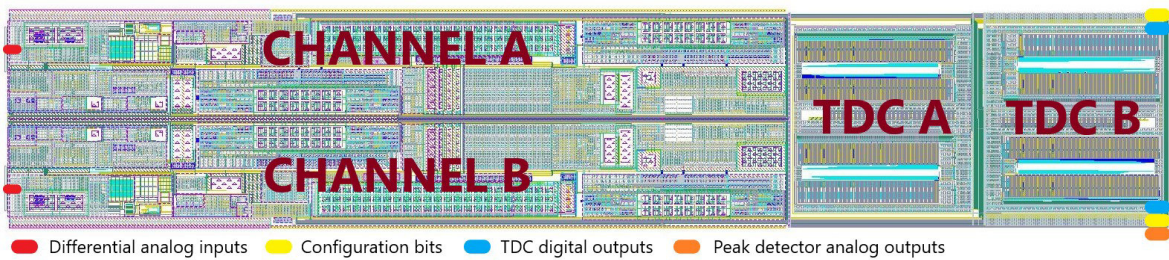 CHANNEL A
TDC A TDC B
CHANNEL B
Differential analog inputs Configuration bits TDC digital outputs Peak detector analog outputs